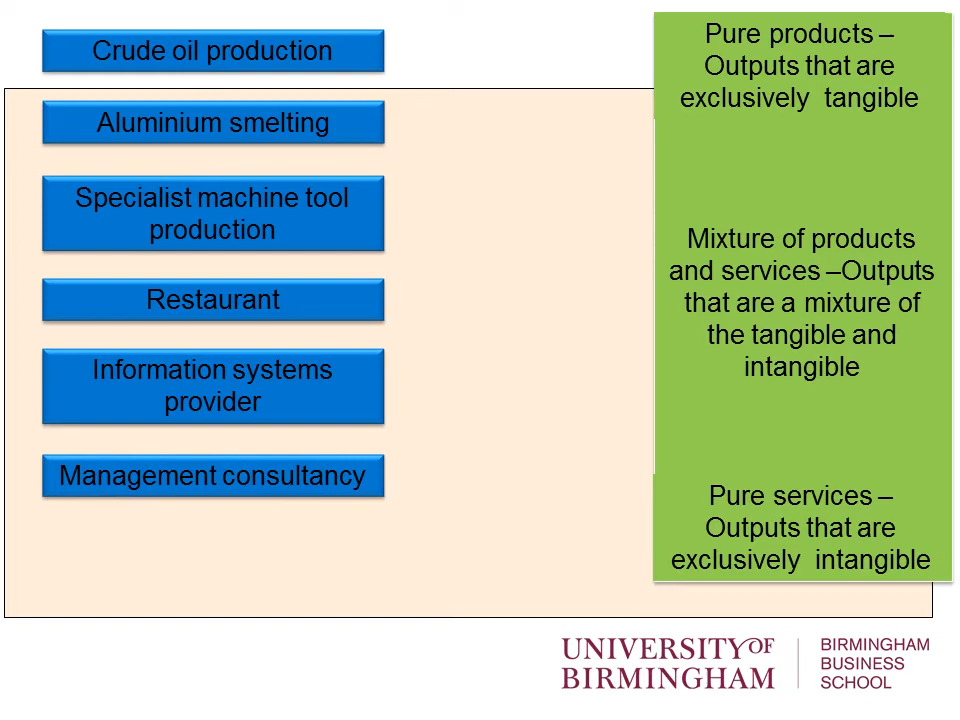 Crude oil production
Aluminium smelting
Specialist machine tool
production
Restaurant
Information systems
provider
Management consultancy
Pure products –
Outputs that are
exclusively tangible
Mixture of products
and services –Outputs
that are a mixture of
the tangible and
intangible
Pure services –
Outputs that are
exclusively intangible
UNIVERSITY OF
BIRMINGHAM
BIRMINGHAM
BUSINESS
SCHOOL